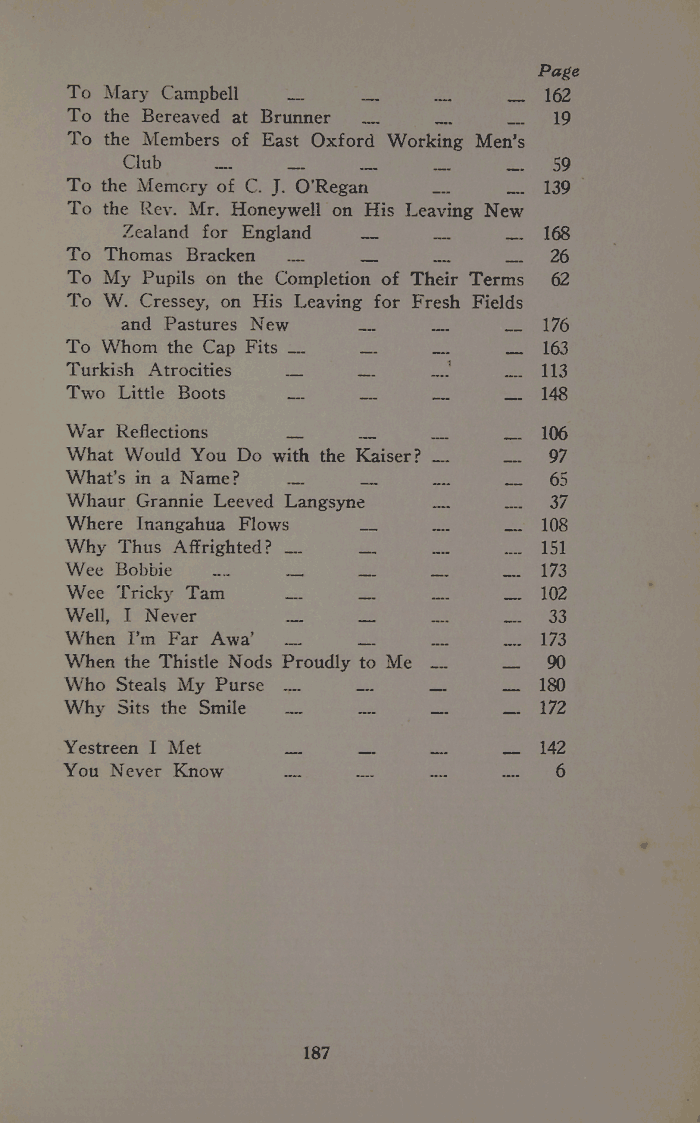 Page
To Mary Campbell .... .... .... .... 162
To the Bereaved at Brunner .... .... .... 19
To the Members of East Oxford Working Men's
Club .... .... .... .... .... 59
To the Memory of C. J. O'Regan .... .... 139
To the Rev. Mr. Honeywell on His Leaving New
Zealand for England .... .... .... 168
To Thomas Bracken .... .... .... .... 26
To My Pupils on the Completion of Their Terms 62
To W. Cressey, on His Leaving for Fresh Fields
and Pastures New .... .... .... 176
To Whom the Cap Fits .... .... .... .... 163
Turkish Atrocities .... .... .... .... 113
Two Little Boots .... .... .... .... 148
War Reflections .... .... .... .... 106
What Would You Do with the Kaiser? .... .... 97
What's in a Name? .... .... .... .... 65
Whaur Grannie Leeved Langsyne .... .... 37
Where Inangahua Flows .... .... .... 108
Why Thus Affrighted? .... .... .... .... 151
Wee Bobbie .... .... .... .... .... 173
Wee Tricky Tam .... .... .... .... 102
Well, I Never .... .... .... .... 33
When I'm Far Awa' .... .... .... .... 173
When the Thistle Nods Proudly to Me .... .... 90
Who Steals My Purse .... .... .... .... 180
Why Sits the Smile .... .... .... .... 172
Yestreen I Met .... .... .... .... 142
You Never Know .... .... .... .... 6
187